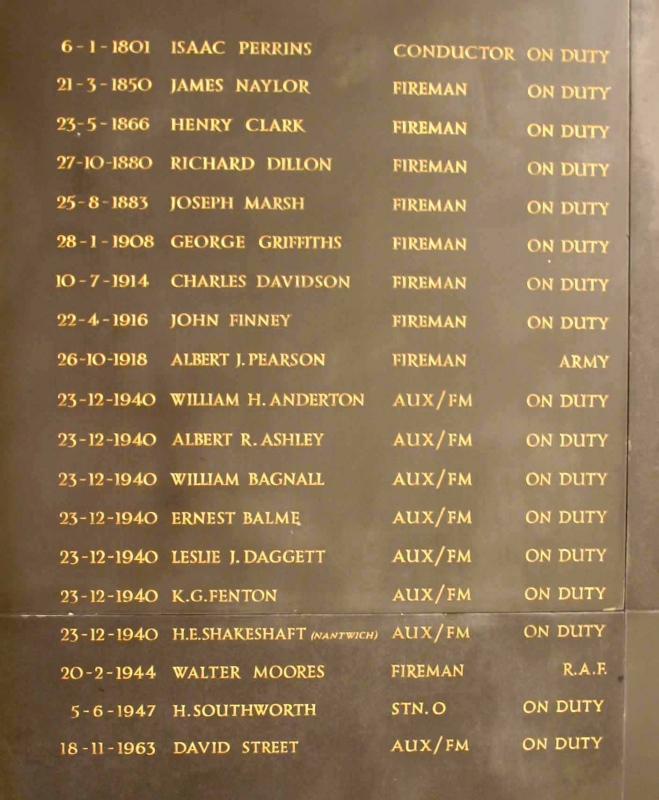 6-1-1801 ISAAC PERRINS CONDUCTOR ON DUTY
21-3-1850 JAMES NAYLOR FIREMAN ON DUTY
23-5-1866 HENRY CLARK FIREMAN ON DUTY
27-10-1880 RICHARD DILLON FIREMAN ON DUTY
25-8-1883 JOSEPH MARSH FIREMAN ON DUTY
28-1-1908 GEORGE GRIFFITHS FIREMAN ON DUTY
10-7-1914 CHARLES DAVIDSON FIREMAN ON DUTY
22-4-1916 JOHN FINNEY FIREMAN ON DUTY
26-10-1918 ALBERT J. PEARSON FIREMAN ARMY
23-12-1940 WILLIAM H. ANDERTON AUX/FM ON DUTY
23-12-1940 ALBERT R. ASHLEY AUX/FM ON DUTY
23-12-1940 WILLIAM BAGNALL AUX/FM ON DUTY
23-12-1940 ERNEST BALME AUX/FM ON DUTY
23-12-1940 LESLIE J. DAGGETT AUX/FM ON DUTY
23-12-1940 K.G. FENTON AUX/FM ON DUTY
23-12-1940 H.E. SHAKESHAFT (NANTWICH) AUX/FM ON DUTY
20-2-1944 WALTER MOORES FIREMAN R.A.F.
5-6-1947 H. SOUTHWORTH STN. O ON DUTY
18-11-1963 DAVID STREET AUX/FM ON DUTY